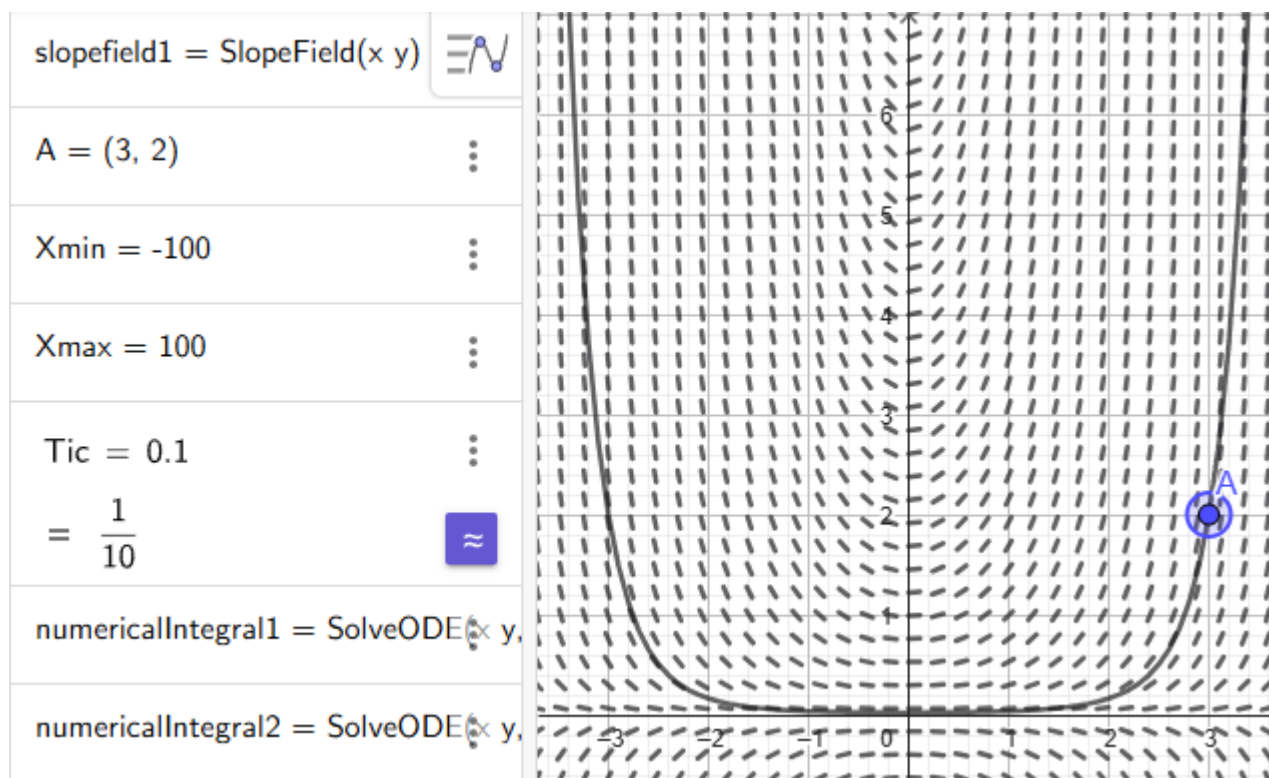 slopefield1 = SlopeField(x y)
A = (3, 2)
Xmin = -100
Xmax = 100
Tic = 0.1
= 1/10
≈
numericalIntegral1 = SolveODE(x y,
numericalIntegral2 = SolveODE(x y,
6
5
4
3
A
2
1
-3 -2 -1 0 1 2 3